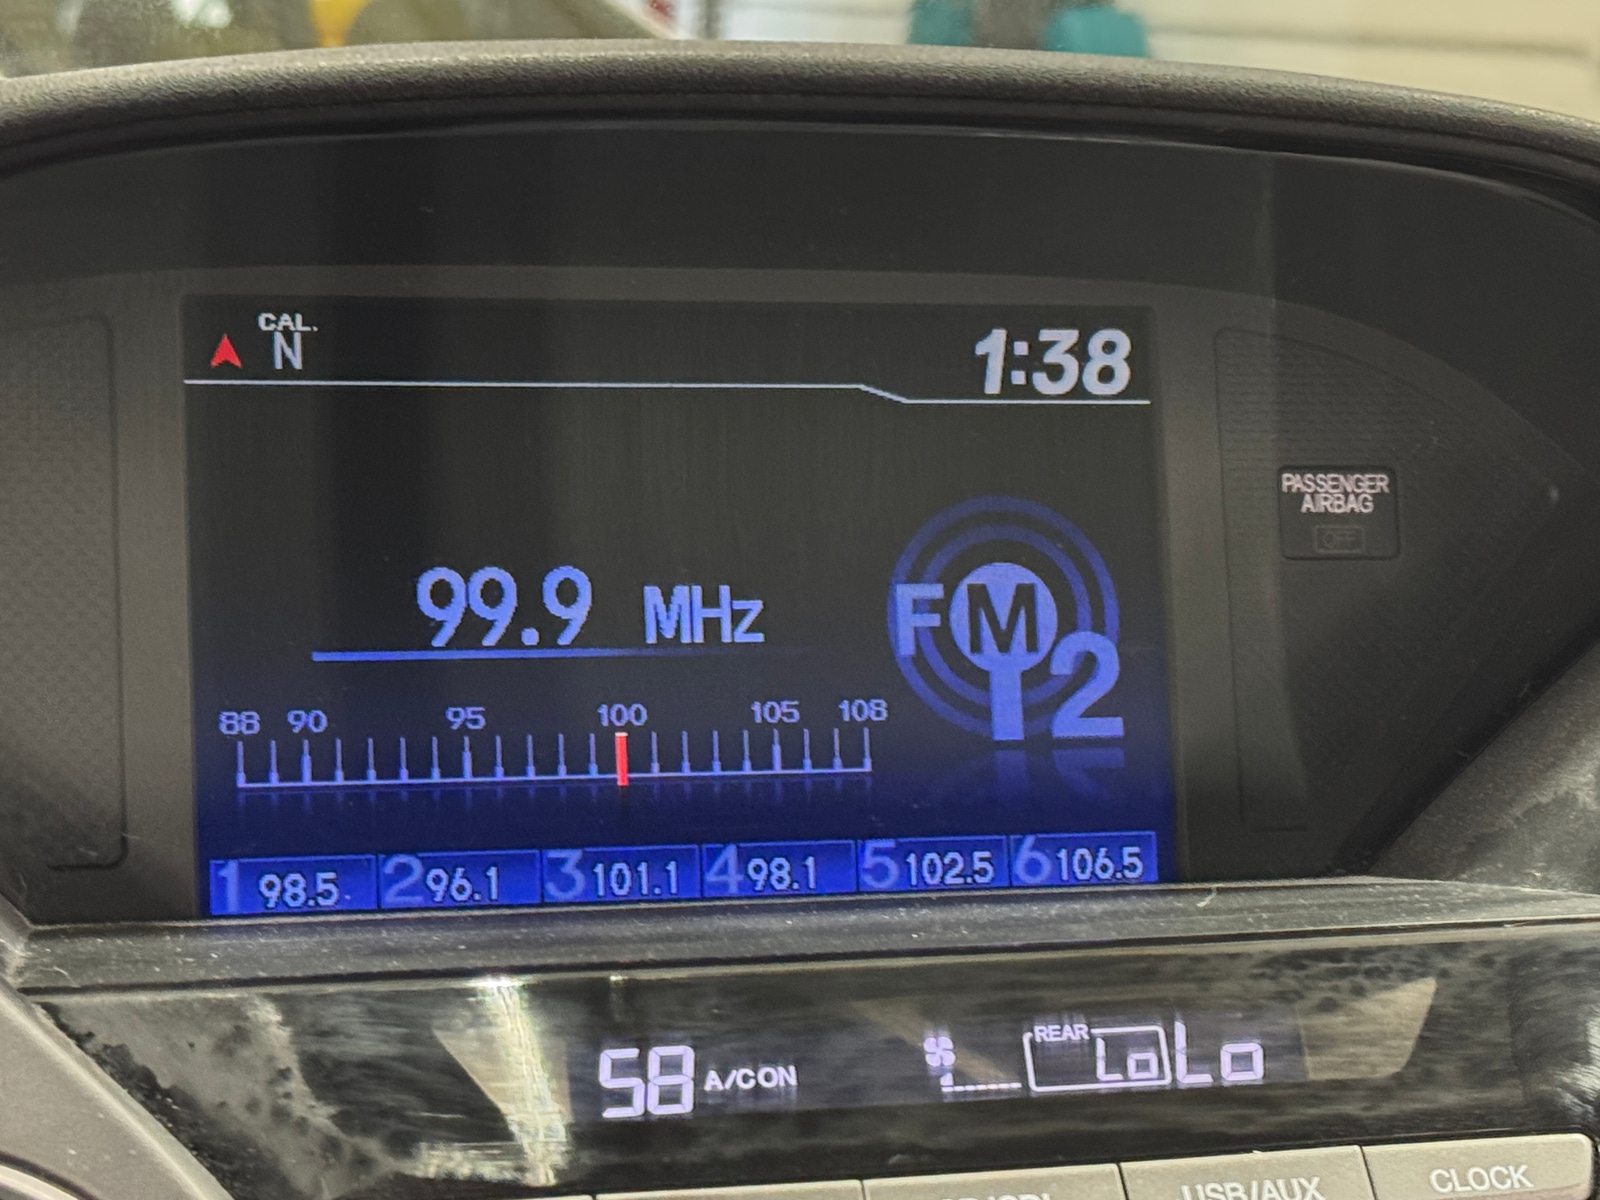 CAL.
N
1:38
PASSENGER
AIRBAG
OFF
99.9 MHz
FM2
88 90 95 100 105 108
1 98.5 2 96.1 3 101.1 4 98.1 5 102.5 6 106.5
58 A/CON
REAR
Lo Lo
USB/AUX
CLOCK